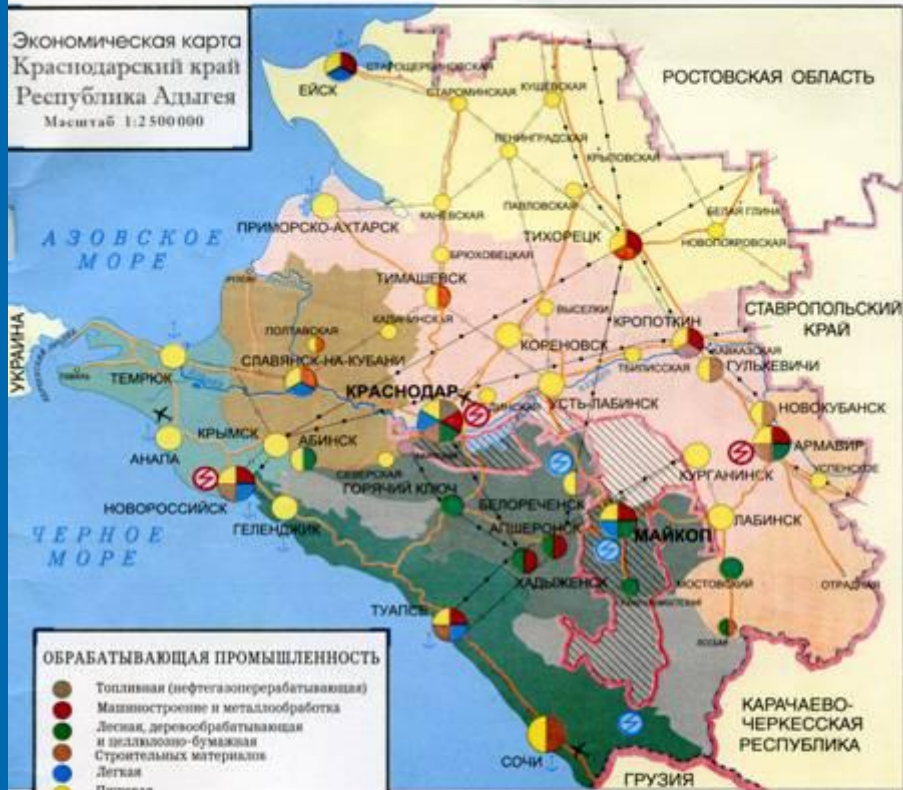 Экономическая карта
Краснодарский край
Республика Адыгея
Масштаб 1:2 500 000
РОСТОВСКАЯ ОБЛАСТЬ
СТАРОЩЕРБИНОВСКАЯ
ЕЙСК
СТАРОМИНСКАЯ
КУЩЕВСКАЯ
ЛЕНИНГРАДСКАЯ
КРЫЛОВСКАЯ
ПРИМОРСКО-АХТАРСК
КАНЕВСКАЯ
ПАВЛОВСКАЯ
БЕЛАЯ ГЛИНА
ТИХОРЕЦК
НОВОПОКРОВСКАЯ
АЗОВСКОЕ
МОРЕ
БРЮХОВЕЦКАЯ
ТИМАШЕВСК
УКРАИНА
ВЫСЕЛКИ
СТАВРОПОЛЬСКИЙ
КРАЙ
КАЛИНИНСКАЯ
ПОЛТАВСКАЯ
КРОПОТКИН
КОРЕНОВСК
КАВКАЗСКАЯ
ТБИЛИССКАЯ
ГУЛЬКЕВИЧИ
СЛАВЯНСК-НА-КУБАНИ
ТЕМРЮК
КРАСНОДАР
ДИНСКАЯ
УСТЬ-ЛАБИНСК
НОВОКУБАНСК
КРЫМСК
АБИНСК
АНАПА
АРМАВИР
СЕВЕРСКАЯ
КУРГАНИНСК
УСПЕНСКОЕ
ГОРЯЧИЙ КЛЮЧ
НОВОРОССИЙСК
БЕЛОРЕЧЕНСК
ГЕЛЕНДЖИК
ЛАБИНСК
ЧЕРНОЕ
МОРЕ
АПШЕРОНСК
МАЙКОП
ХАДЫЖЕНСК
МОСТОВСКИЙ
ОТРАДНАЯ
ТУАПСЕ
ПСЕБАЙ
ОБРАБАТЫВАЮЩАЯ ПРОМЫШЛЕННОСТЬ
Топливная (нефтегазоперерабатывающая)
Машиностроение и металлообработка
Лесная, деревообрабатывающая
и целлюлозно-бумажная
Строительных материалов
Легкая
КАРАЧАЕВО-
ЧЕРКЕССКАЯ
РЕСПУБЛИКА
СОЧИ
ГРУЗИЯ